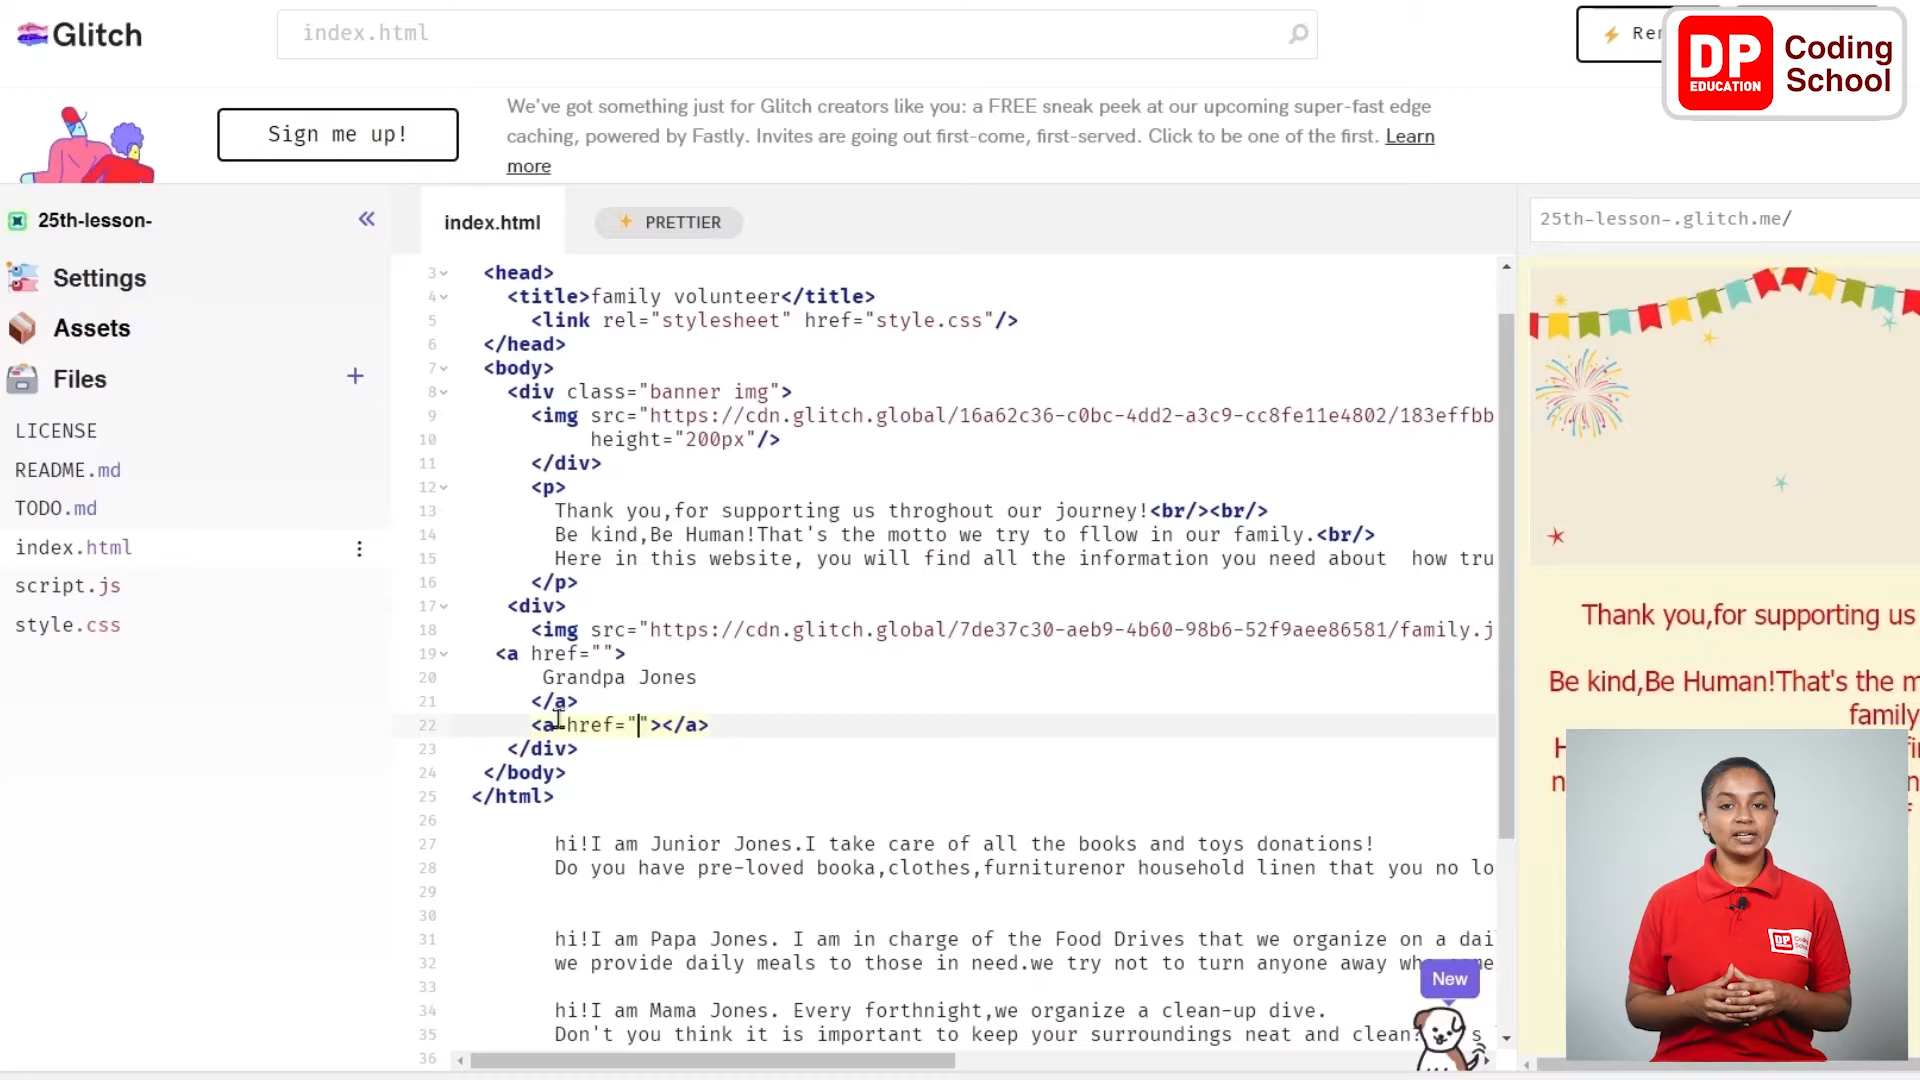 Glitch
index.html
Rem
DP
EDUCATION
Coding
School
Sign me up!
We've got something just for Glitch creators like you: a FREE sneak peek at our upcoming super-fast edge
caching, powered by Fastly. Invites are going out first-come, first-served. Click to be one of the first. Learn
more
25th-lesson-
Settings
Assets
Files
LICENSE
README.md
TODO.md
index.html
script.js
style.css
index.html
PRETTIER
25th-lesson-.glitch.me/
3 <head>
4 <title>family volunteer</title>
5 <link rel="stylesheet" href="style.css"/>
6 </head>
7 <body>
8 <div class="banner img">
9 <img src="https://cdn.glitch.global/16a62c36-c0bc-4dd2-a3c9-cc8fe11e4802/183effbb
10 height="200px"/>
11 </div>
12 <p>
13 Thank you,for supporting us throghout our journey!<br/><br/>
14 Be kind,Be Human!That's the motto we try to fllow in our family.<br/>
15 Here in this website, you will find all the information you need about  how tru
16 </p>
17 <div>
18 <img src="https://cdn.glitch.global/7de37c30-aeb9-4b60-98b6-52f9aee86581/family.j
19 <a href="">
20 Grandpa Jones
21 </a>
22 <a href=""></a>
23 </div>
24 </body>
25 </html>
26
27 hi!I am Junior Jones.I take care of all the books and toys donations!
28 Do you have pre-loved booka,clothes,furniturenor household linen that you no lo
29
30
31 hi!I am Papa Jones. I am in charge of the Food Drives that we organize on a dai
32 we provide daily meals to those in need.we try not to turn anyone away
33
34 hi!I am Mama Jones. Every forthnight,we organize a clean-up dive.
35 Don't you think it is important to keep your surroundings neat and clean?
36
New
Thank you,for supporting us
Be kind,Be Human!That's the m
family
DP